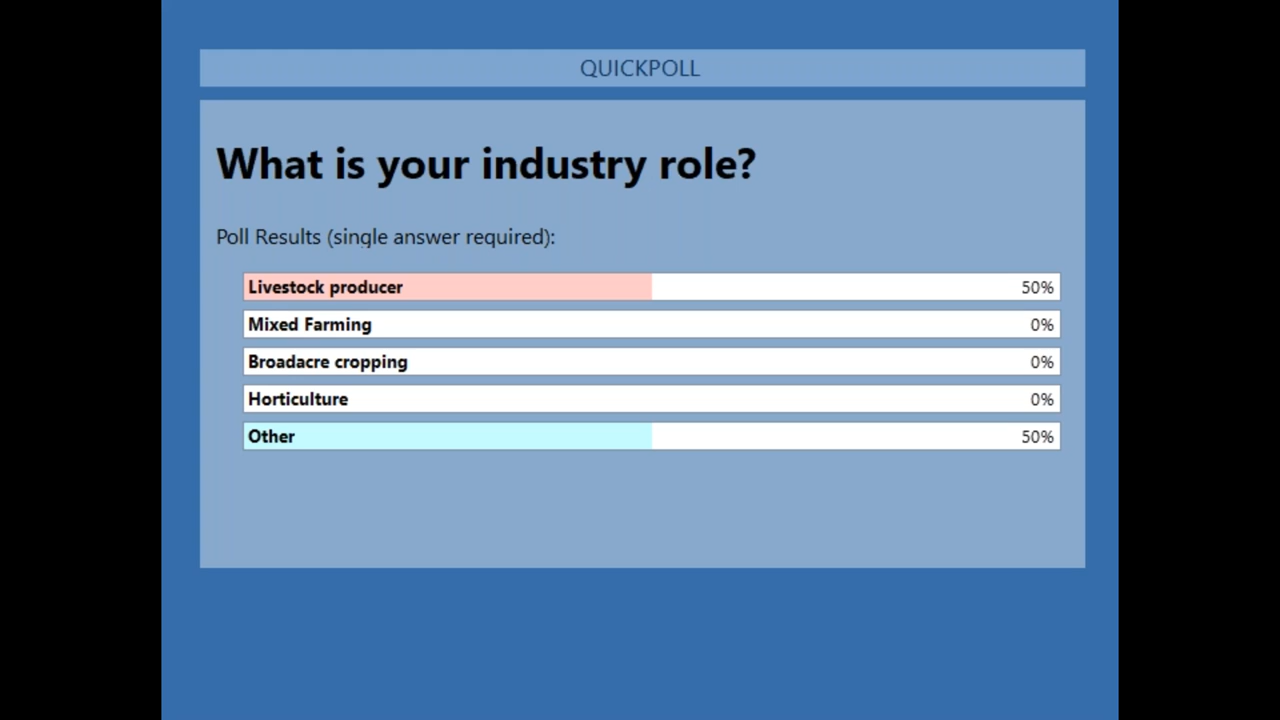 QUICKPOLL
What is your industry role?
Poll Results (single answer required):
Livestock producer 50%
Mixed Farming 0%
Broadacre cropping 0%
Horticulture 0%
Other 50%